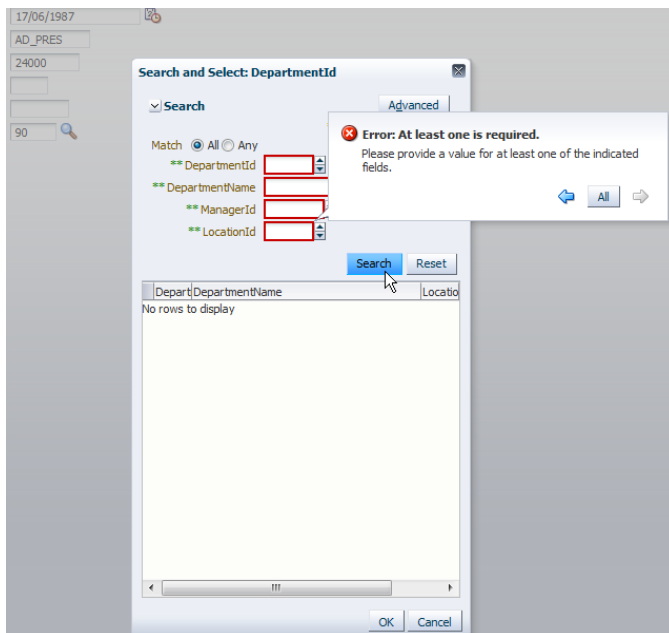 17/06/1987
AD_PRES
24000
90
Search and Select: DepartmentId
Search
Advanced
Match All Any
** DepartmentId
** DepartmentName
** ManagerId
** LocationId
Error: At least one is required.
Please provide a value for at least one of the indicated
fields.
All
Search Reset
Depart DepartmentName Locatio
No rows to display
OK Cancel